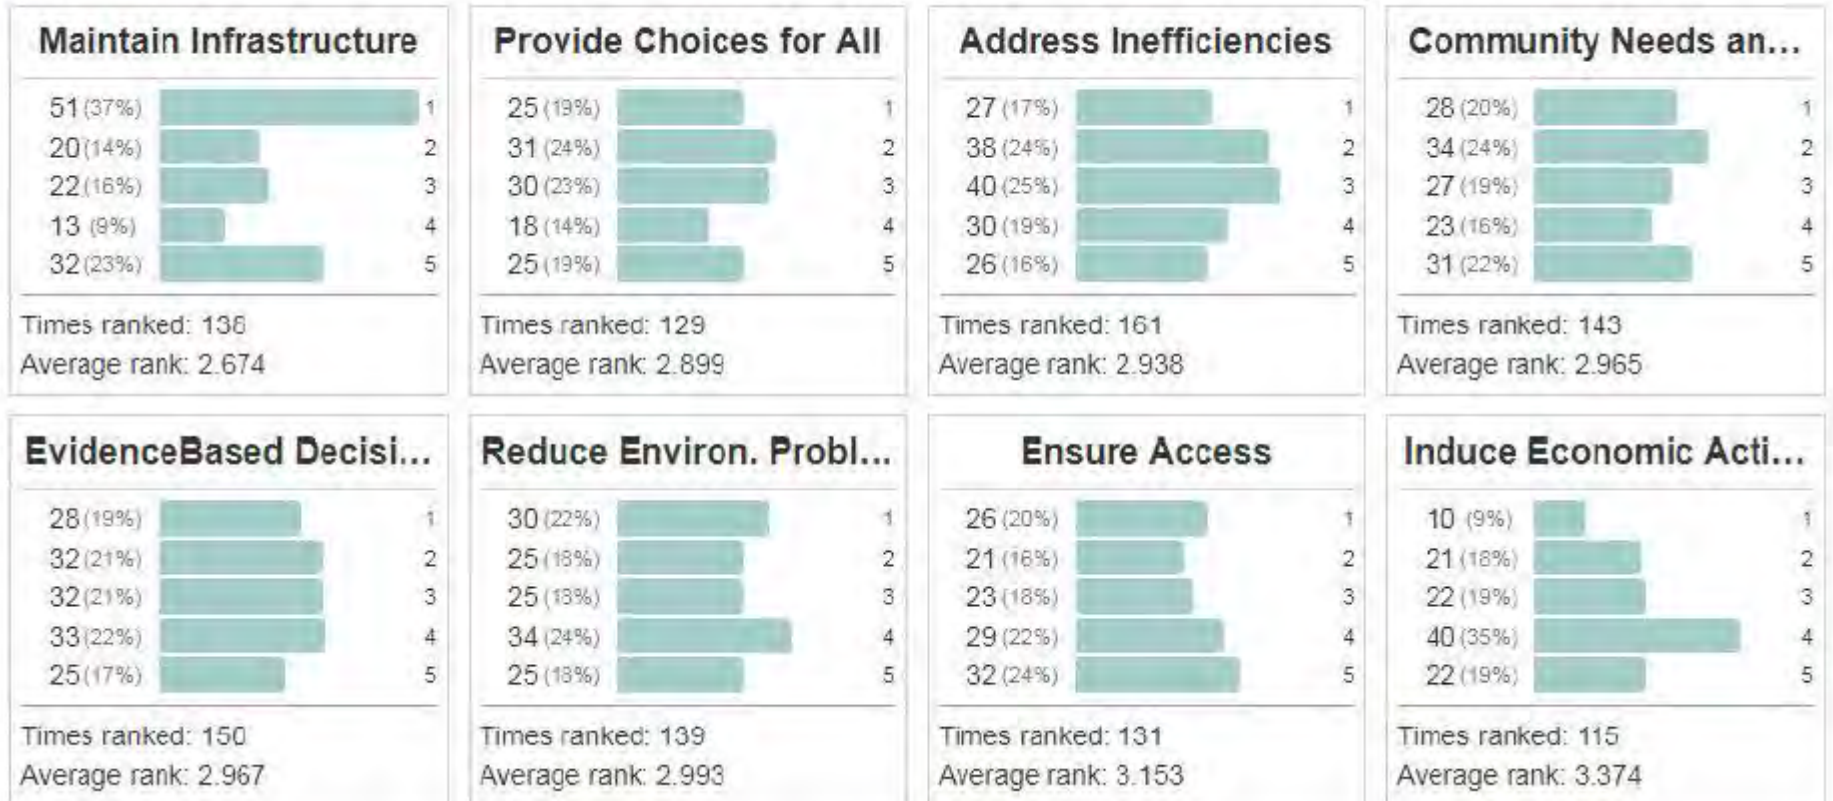 Maintain Infrastructure
51 (37%) 1
20 (14%) 2
22 (16%) 3
13 (9%) 4
32 (23%) 5
Times ranked: 138
Average rank: 2.674
Provide Choices for All
25 (19%) 1
31 (24%) 2
30 (23%) 3
18 (14%) 4
25 (19%) 5
Times ranked: 129
Average rank: 2.899
Address Inefficiencies
27 (17%) 1
38 (24%) 2
40 (25%) 3
30 (19%) 4
26 (16%) 5
Times ranked: 161
Average rank: 2.938
Community Needs an...
28 (20%) 1
34 (24%) 2
27 (19%) 3
23 (16%) 4
31 (22%) 5
Times ranked: 143
Average rank: 2.965
EvidenceBased Decisi...
28 (19%) 1
32 (21%) 2
32 (21%) 3
33 (22%) 4
25 (17%) 5
Times ranked: 150
Average rank: 2.967
Reduce Environ. Probl...
30 (22%) 1
25 (18%) 2
25 (18%) 3
34 (24%) 4
25 (18%) 5
Times ranked: 139
Average rank: 2.993
Ensure Access
26 (20%) 1
21 (16%) 2
23 (18%) 3
29 (22%) 4
32 (24%) 5
Times ranked: 131
Average rank: 3.153
Induce Economic Acti...
10 (9%) 1
21 (18%) 2
22 (19%) 3
40 (35%) 4
22 (19%) 5
Times ranked: 115
Average rank: 3.374